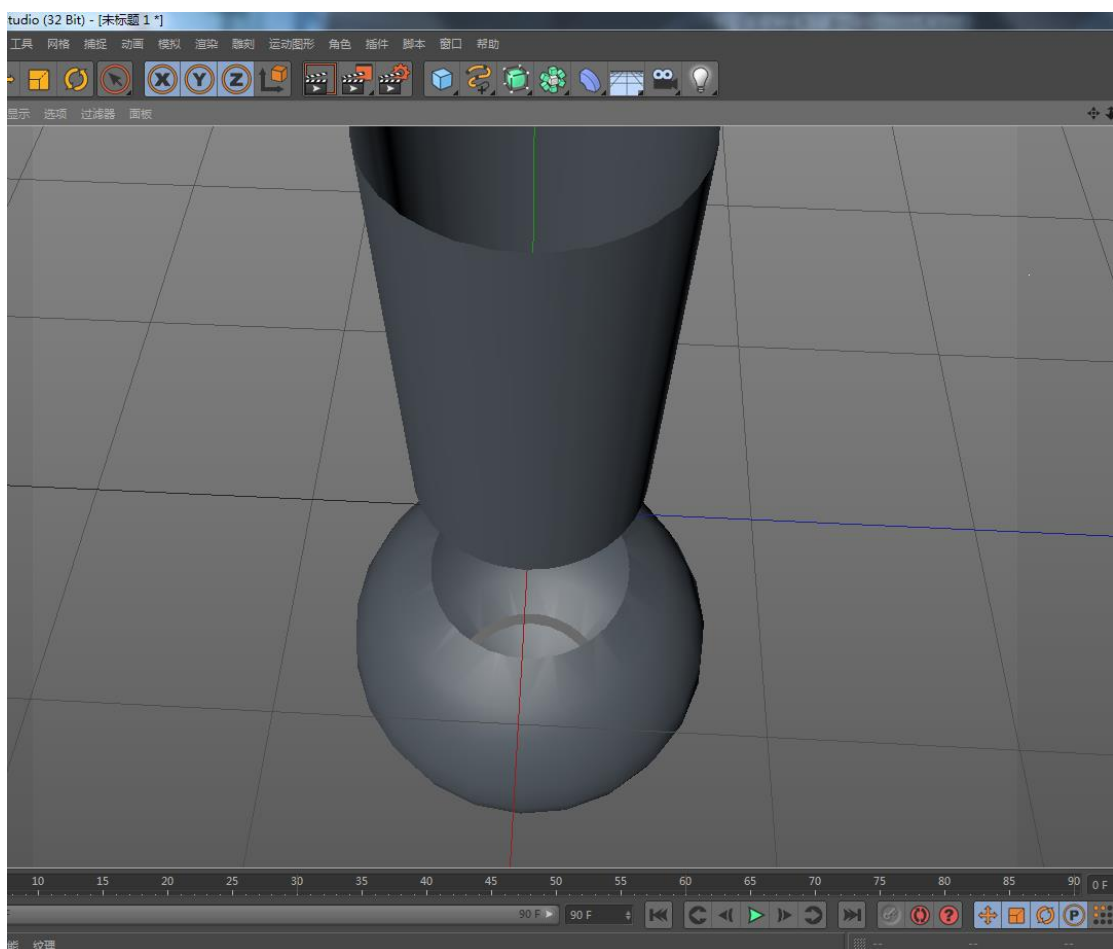 tudio (32 Bit) - [未标题 1 *]
工具 网格 捕捉 动画 模拟 渲染 雕刻 运动图形 角色 插件 脚本 窗口 帮助
X Y Z
显示 选项 过滤器 面板
10 15 20 25 30 35 40 45 50 55 60 65 70 75 80 85 90 0 F
90 F 90 F ? P
纹理 -- -- --